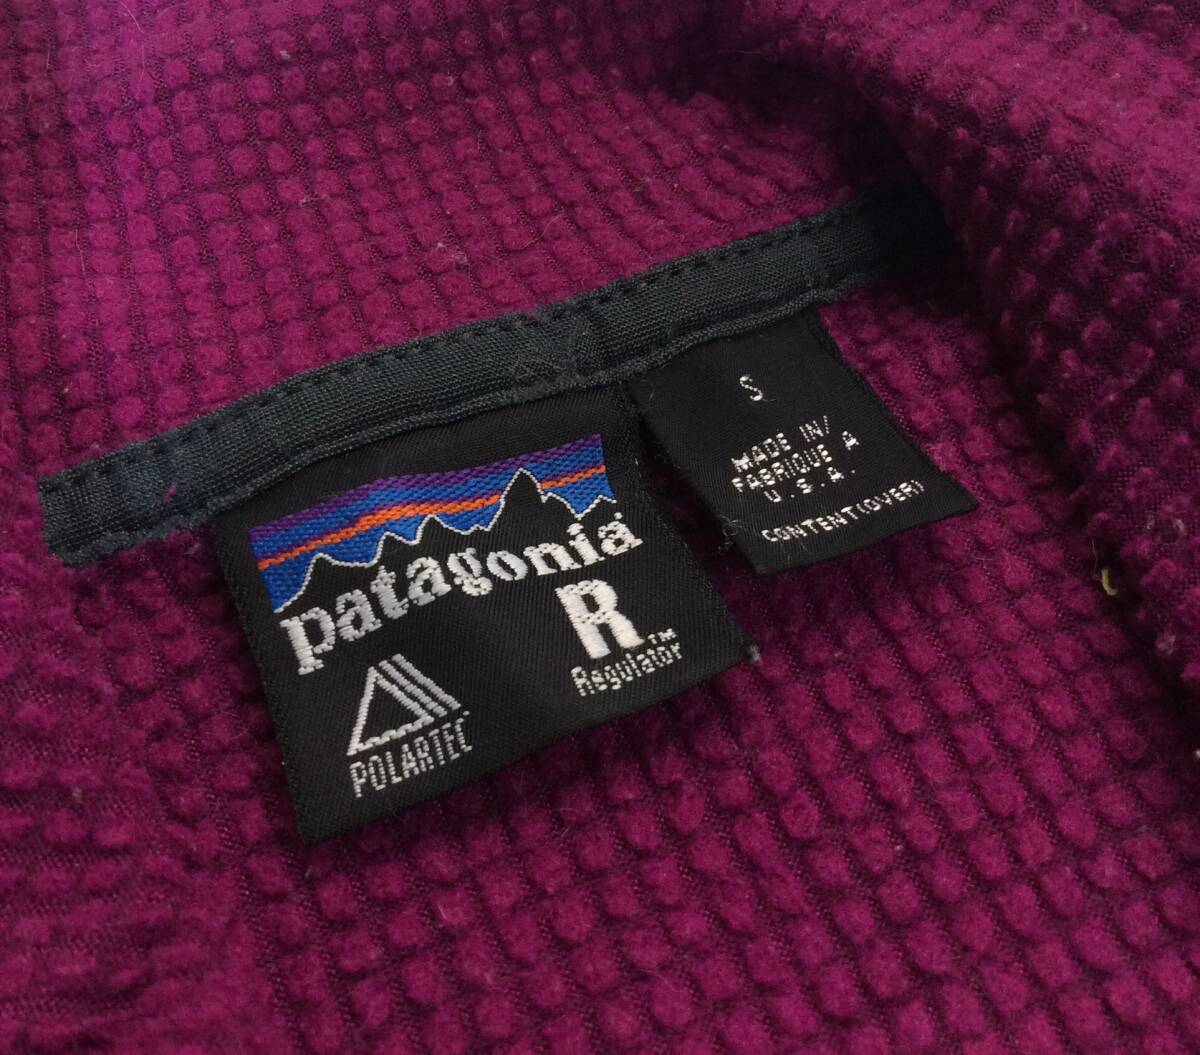 patagonia
R
Regulator™
POLARTEC
S
MADE IN/
FABRIQUE A
U.S.A.
CONTENT(OVER)